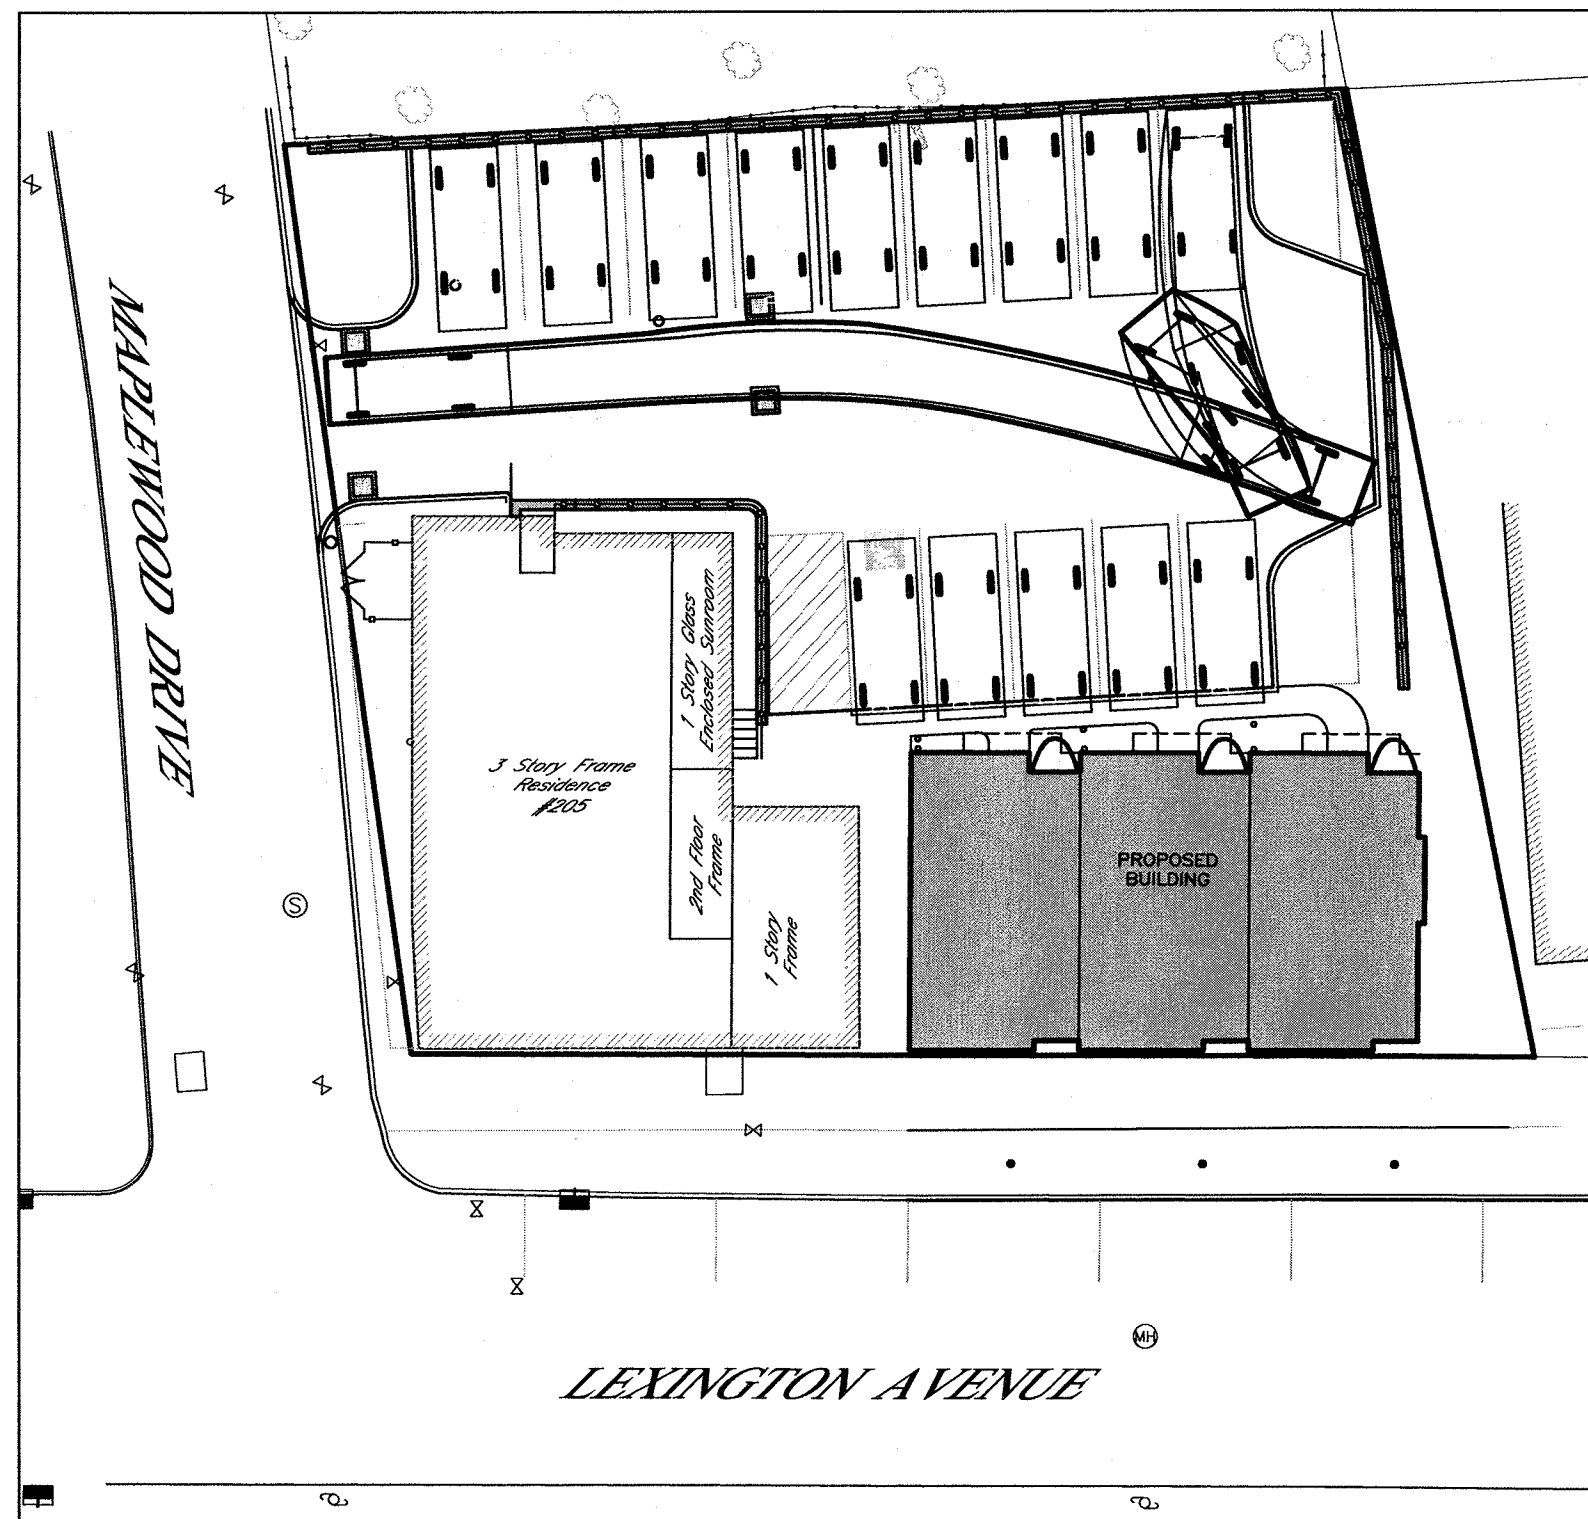 MAPLEWOOD DRIVE
1 Story Glass
Enclosed Sunroom
3 Story Frame
Residence
#205
2nd Floor
Frame
1 Story
Frame
PROPOSED
BUILDING
S
MH
LEXINGTON AVENUE